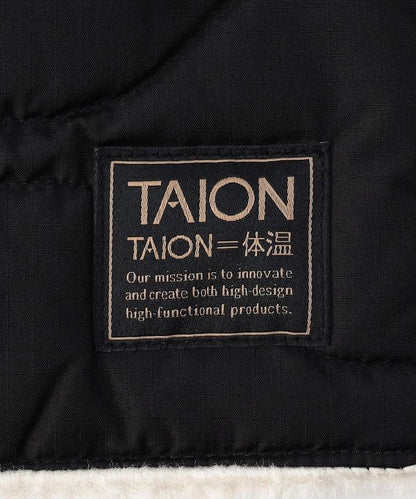 TAION
TAION＝体温
Our mission is to innovate
and create both high-design
high-functional products.